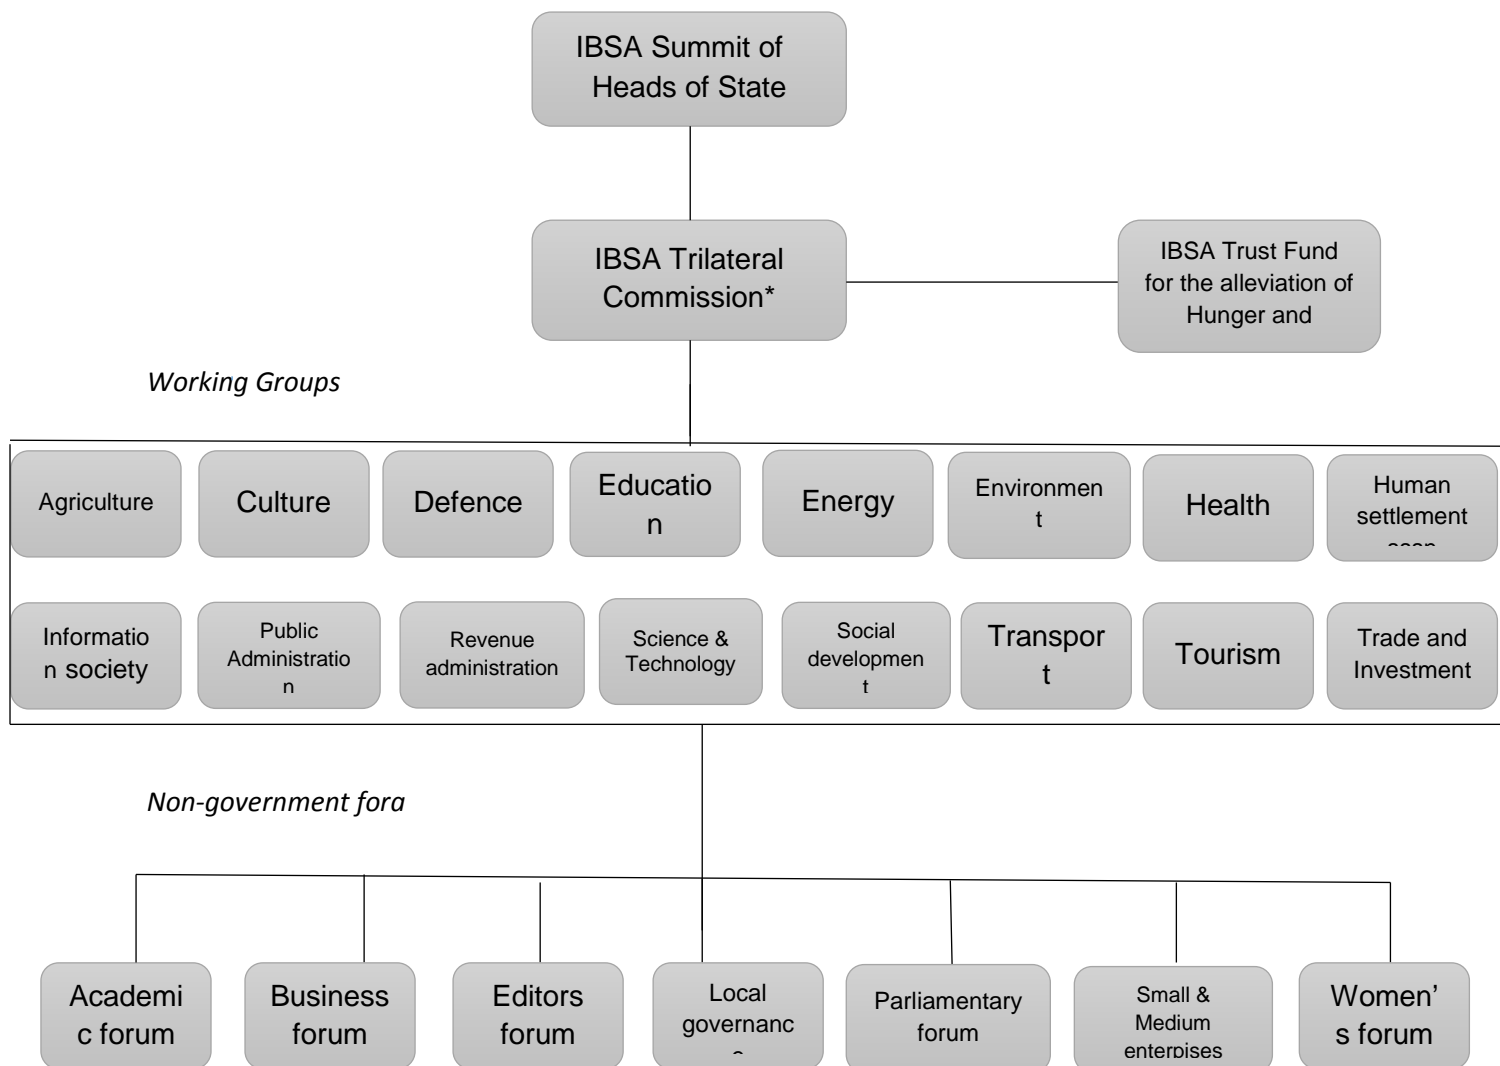 IBSA Summit of
Heads of State
IBSA Trilateral
Commission*
IBSA Trust Fund
for the alleviation of
Hunger and
Working Groups
Agriculture
Culture
Defence
Educatio
n
Energy
Environmen
t
Health
Human
settlement
Informatio
n society
Public
Administratio
n
Revenue
administration
Science &
Technology
Social
developmen
t
Transpor
t
Tourism
Trade and
Investment
Non-government fora
Academi
c forum
Business
forum
Editors
forum
Local
governanc
Parliamentary
forum
Small &
Medium
enterpises
Women’
s forum